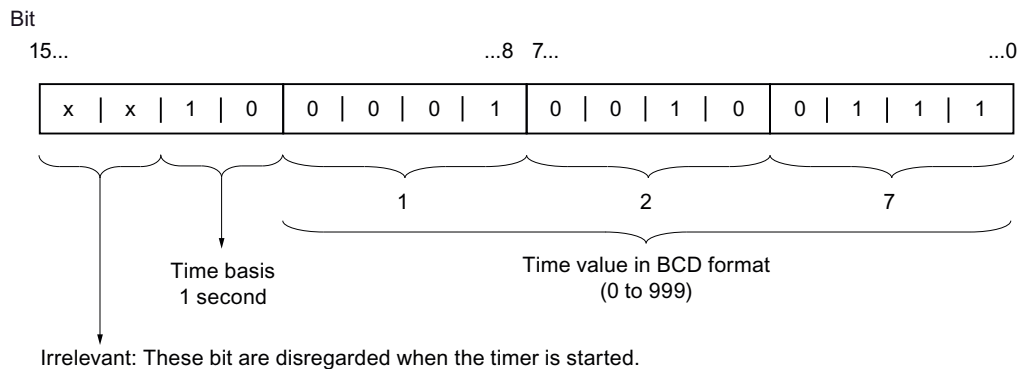 Bit
15... ...8 7... ...0
x x 1 0 0 0 0 1 0 0 1 0 0 1 1 1
1 2 7
Time basis
1 second
Time value in BCD format
(0 to 999)
Irrelevant: These bit are disregarded when the timer is started.